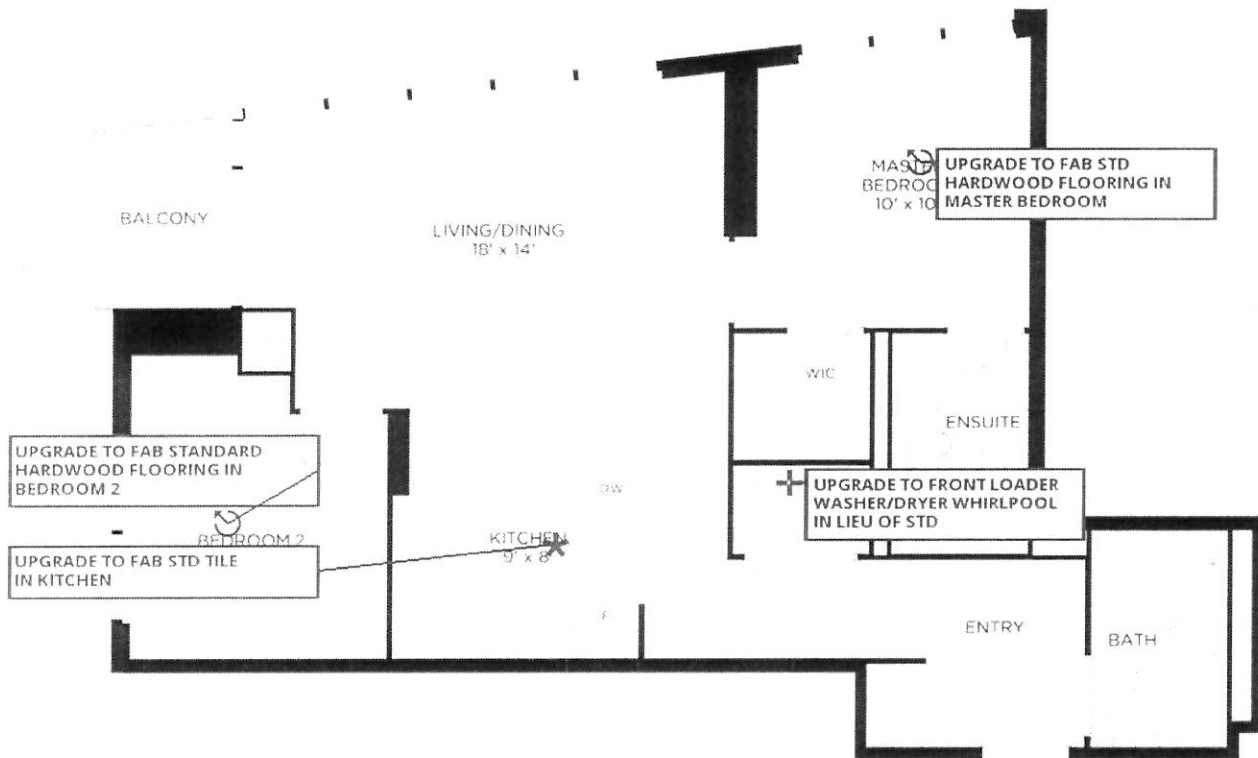 MASTE
BEDROO
10' x 10
UPGRADE TO FAB STD
HARDWOOD FLOORING IN
MASTER BEDROOM
BALCONY
LIVING/DINING
18' x 14'
WIC
ENSUITE
UPGRADE TO FAB STANDARD
HARDWOOD FLOORING IN
BEDROOM 2
UPGRADE TO FRONT LOADER
WASHER/DRYER WHIRLPOOL
IN LIEU OF STD
DW
BEDROOM 2
KITCHEN
9' x 8'
UPGRADE TO FAB STD TILE
IN KITCHEN
F
ENTRY
BATH